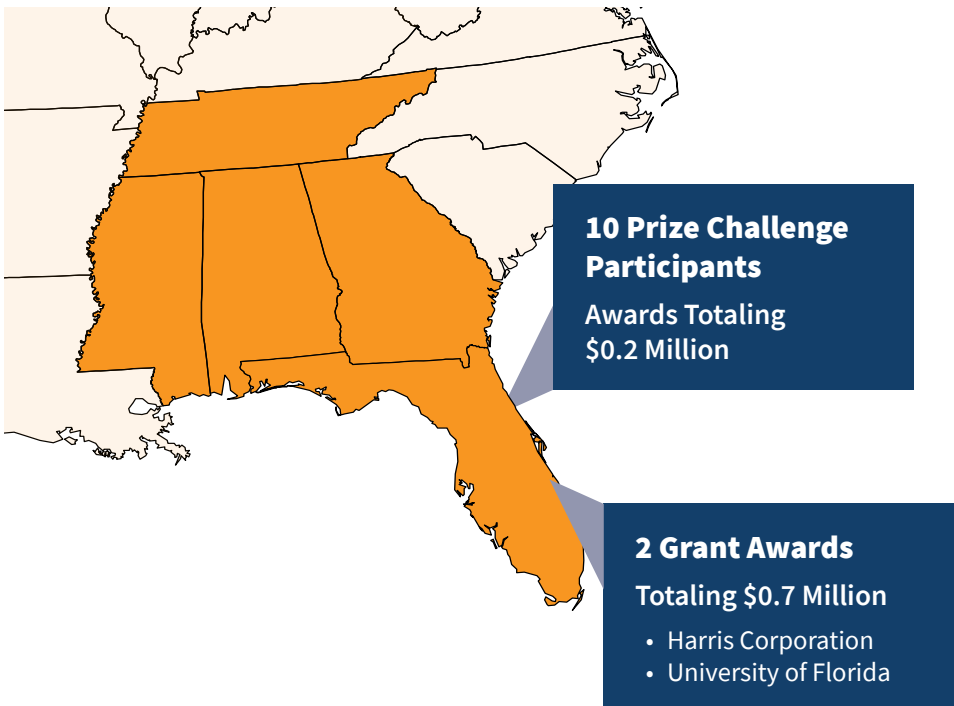 10 Prize Challenge
Participants
Awards Totaling
$0.2 Million
2 Grant Awards
Totaling $0.7 Million
• Harris Corporation
• University of Florida